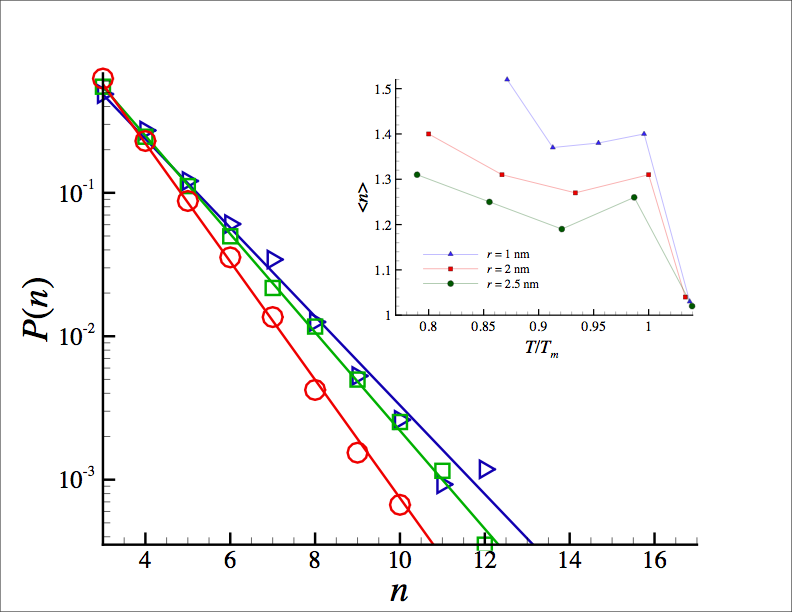 1.5
1.4
1.3
1.2
1.1
1
<n>
r = 1 nm
r = 2 nm
r = 2.5 nm
0.8 0.85 0.9 0.95 1
T/Tm
10-1
10-2
10-3
P(n)
4 6 8 10 12 14 16
n